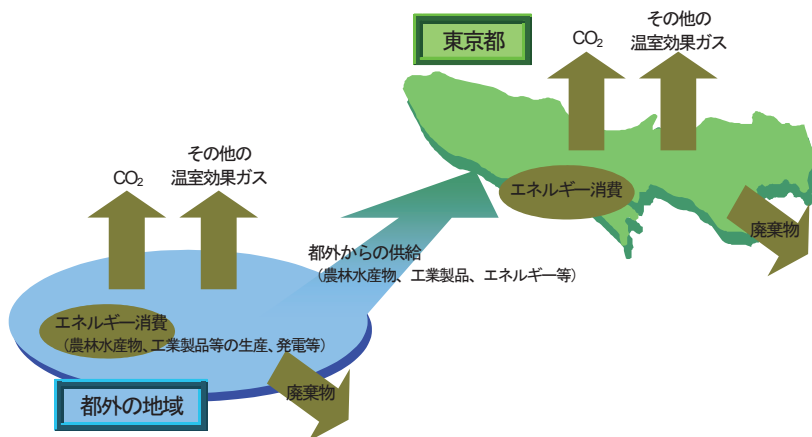 東京都
CO₂
その他の
温室効果ガス
エネルギー消費
廃棄物
CO₂
その他の
温室効果ガス
都外からの供給
（農林水産物、工業製品、エネルギー等）
エネルギー消費
（農林水産物、工業製品等の生産、発電等）
廃棄物
都外の地域